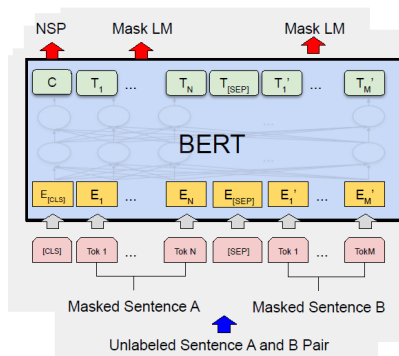 NSP Mask LM Mask LM
C T1 ... TN T[SEP] T1' ... TM'
...
...
BERT
E[CLS] E1 ... EN E[SEP] E1' ... EM'
[CLS] Tok 1 ... Tok N [SEP] Tok 1 ... TokM
Masked Sentence A Masked Sentence B
Unlabeled Sentence A and B Pair